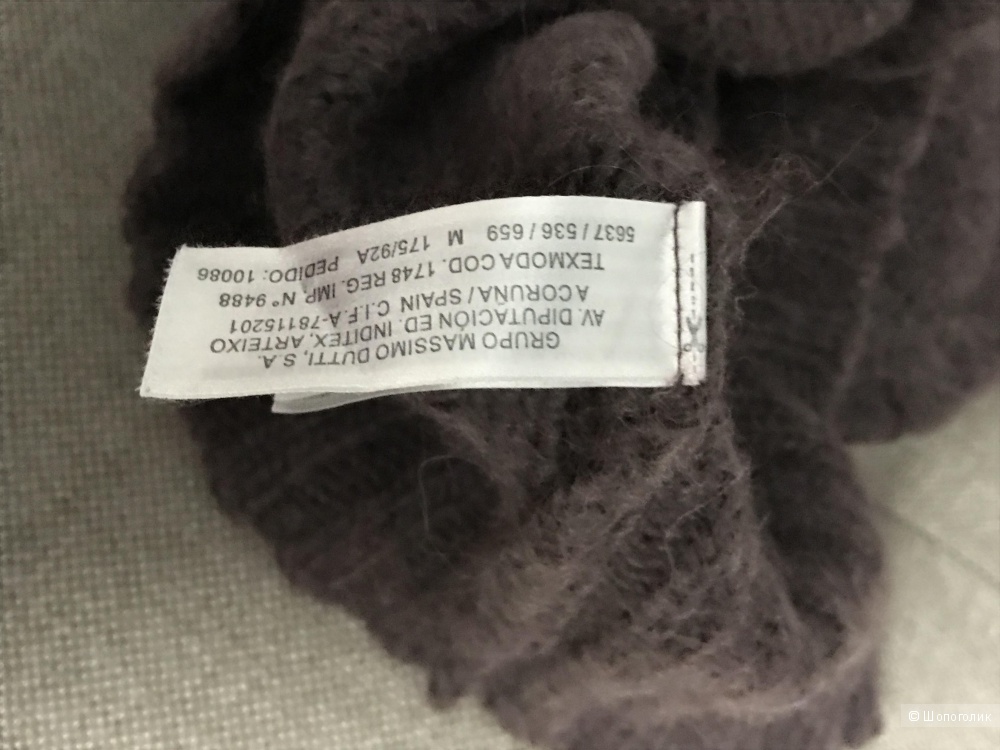 GRUPO MASSIMO DUTTI, S.A.
AV. DIPUTACIÓN ED. INDITEX, ARTEIXO
A CORUÑA / SPAIN C.I.F. A-78115201
TEXMODA COD. 1748 REG. IMP. Nº 9488
5637 / 536 / 659 M 175/92A PEDIDO: 10086
© Шопоголик